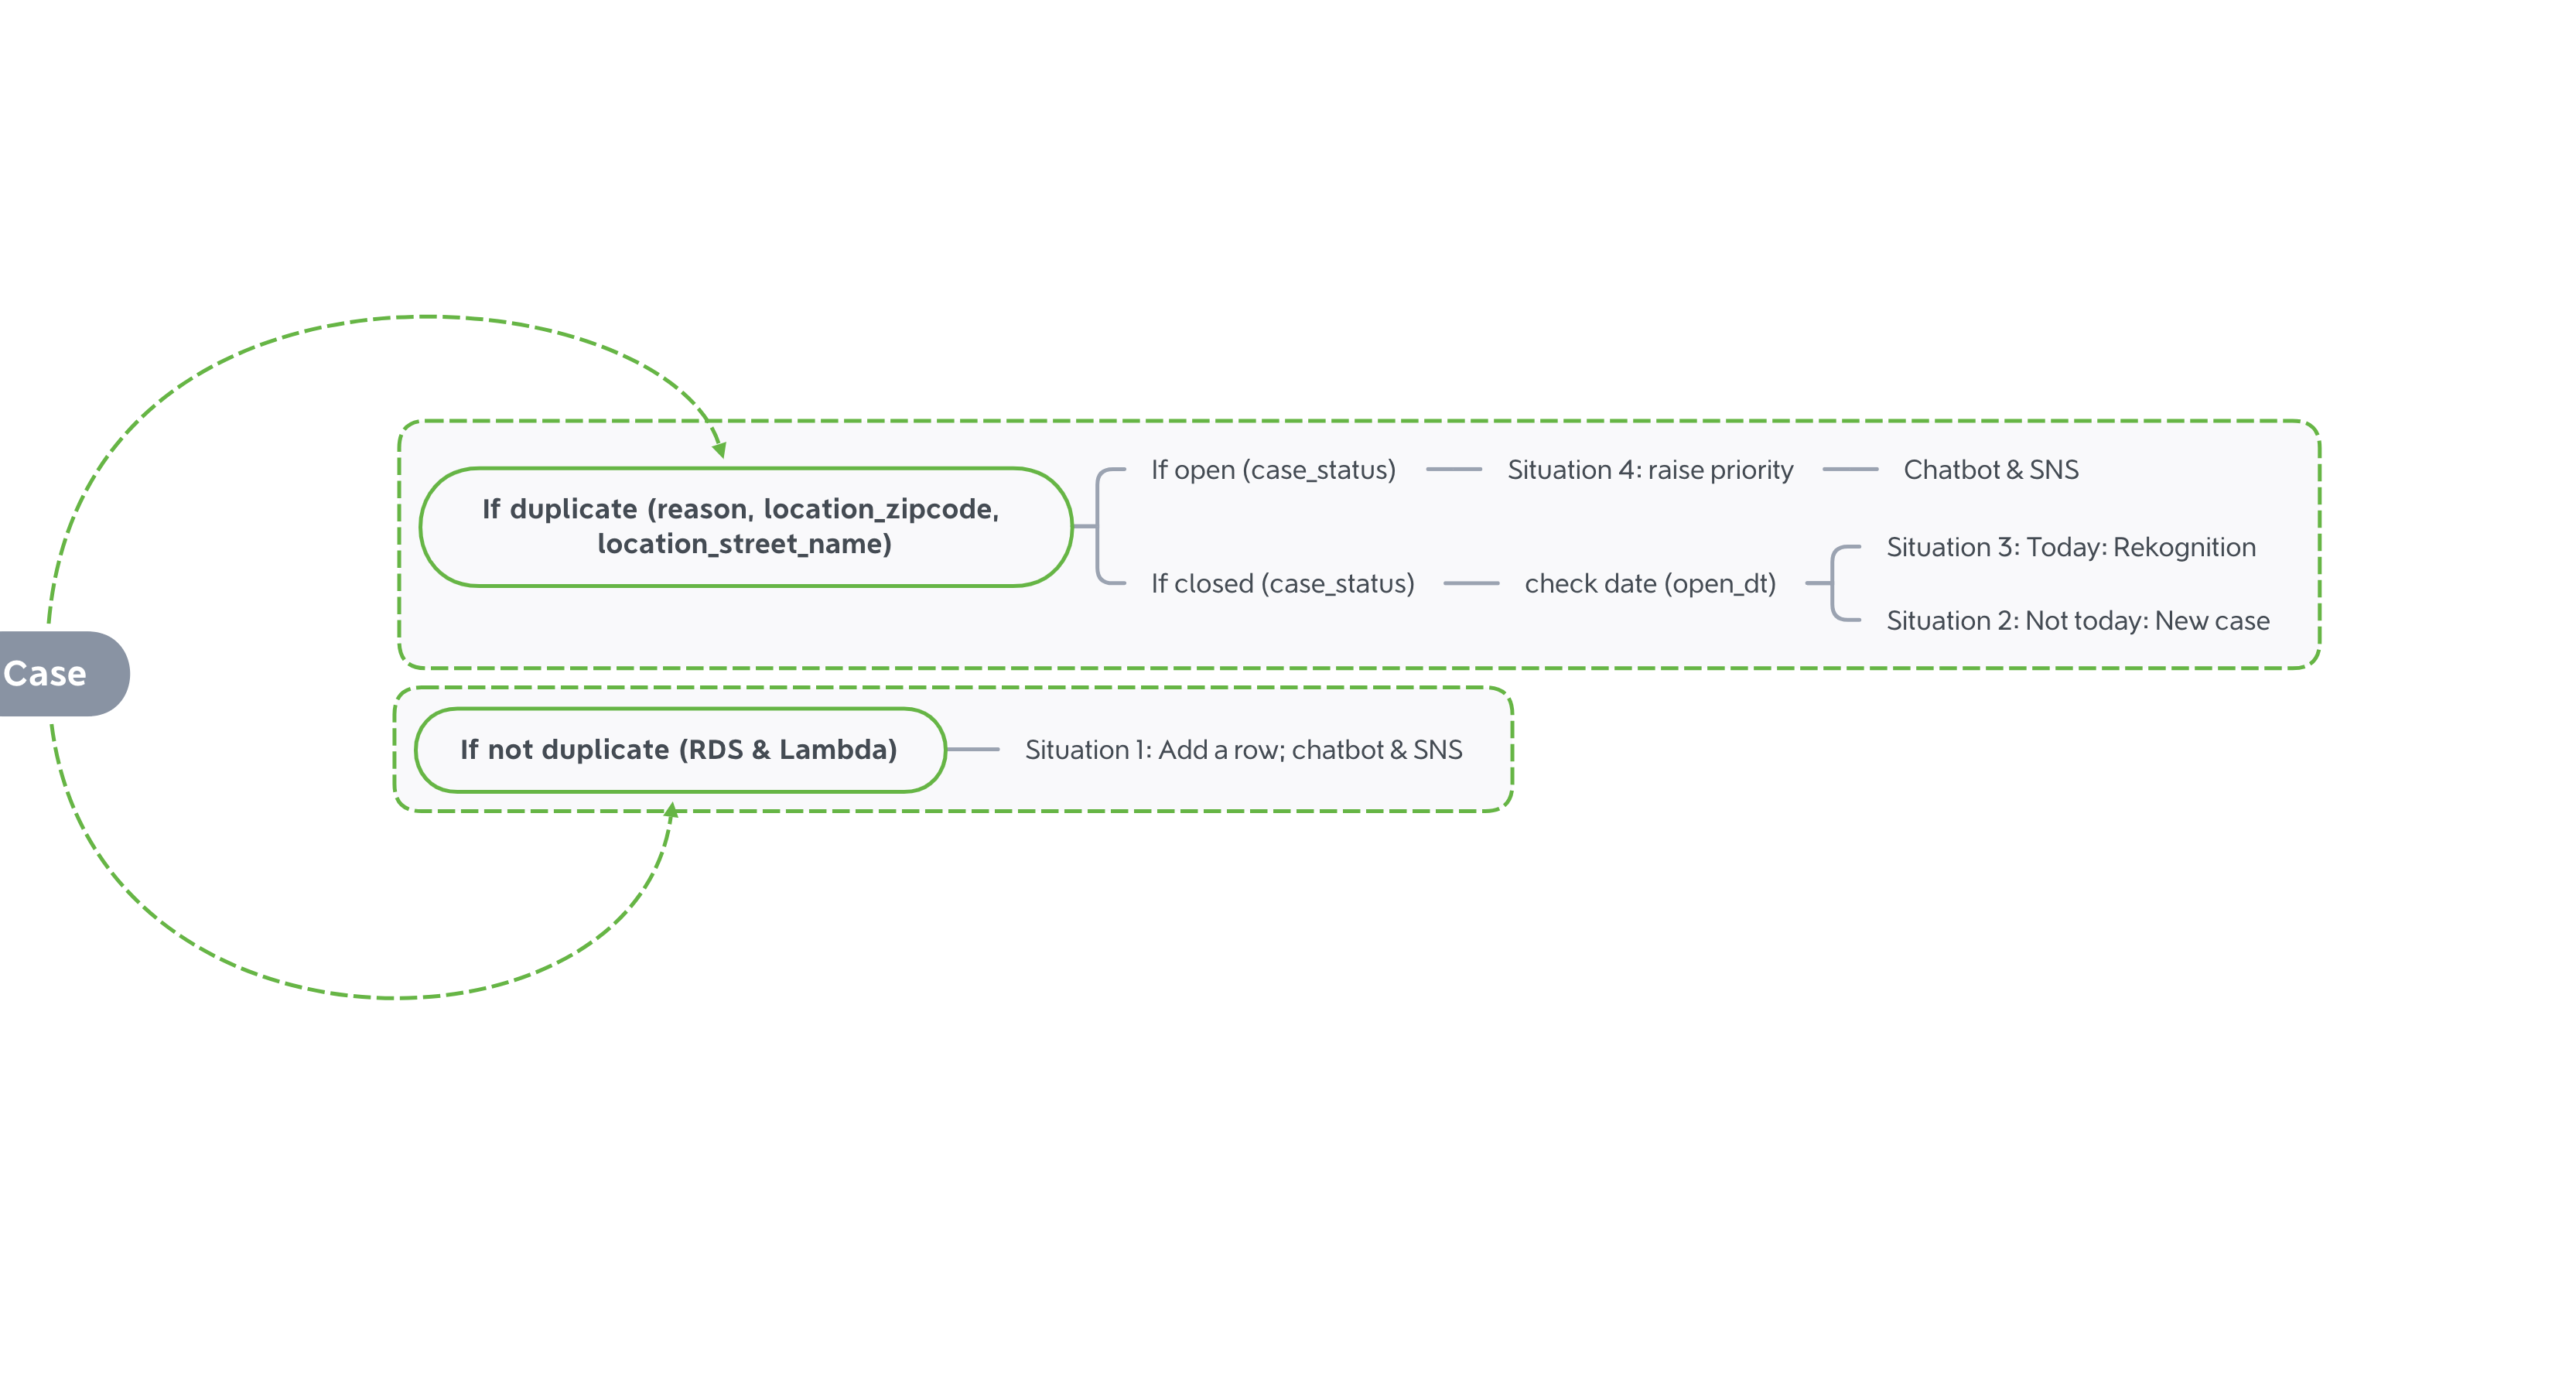 If open (case_status)
Situation 4: raise priority
Chatbot & SNS
If duplicate (reason, location_zipcode,
location_street_name)
Situation 3: Today: Rekognition
If closed (case_status)
check date (open_dt)
Situation 2: Not today: New case
Case
If not duplicate (RDS & Lambda)
Situation 1: Add a row; chatbot & SNS